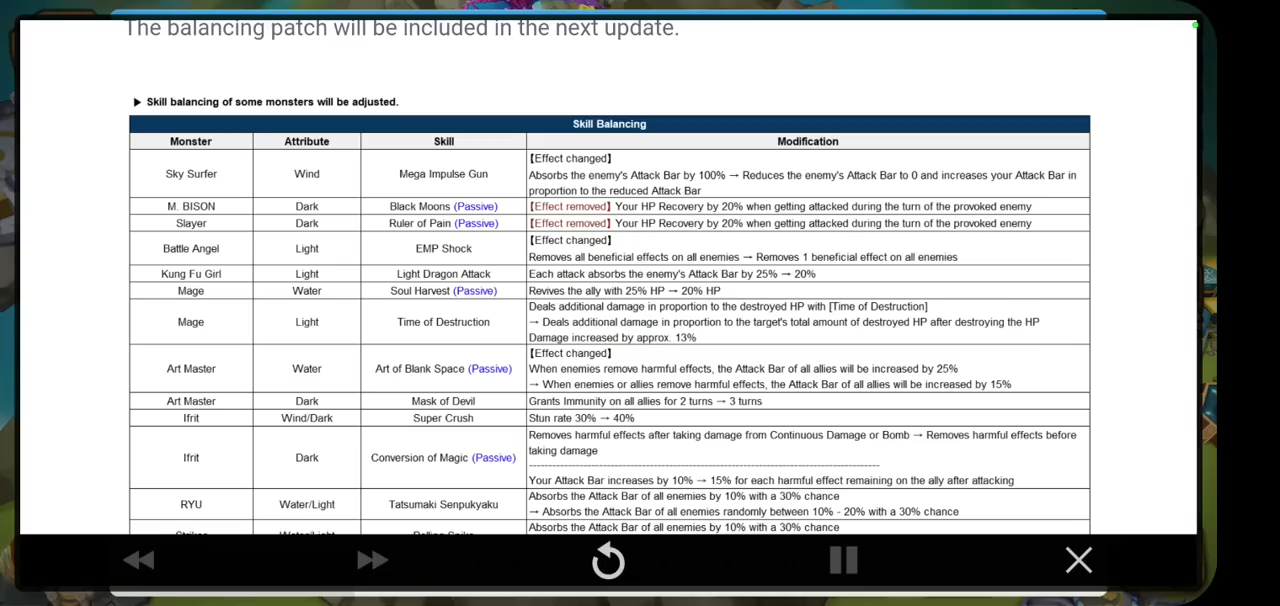 The balancing patch will be included in the next update.
▶ Skill balancing of some monsters will be adjusted.
Skill Balancing
Monster Attribute Skill Modification
Sky Surfer Wind Mega Impulse Gun
【Effect changed】
Absorbs the enemy's Attack Bar by 100% → Reduces the enemy's Attack Bar to 0 and increases your Attack Bar in
proportion to the reduced Attack Bar
M. BISON Dark Black Moons (Passive) 【Effect removed】 Your HP Recovery by 20% when getting attacked during the turn of the provoked enemy
Slayer Dark Ruler of Pain (Passive) 【Effect removed】 Your HP Recovery by 20% when getting attacked during the turn of the provoked enemy
Battle Angel Light EMP Shock
【Effect changed】
Removes all beneficial effects on all enemies → Removes 1 beneficial effect on all enemies
Kung Fu Girl Light Light Dragon Attack Each attack absorbs the enemy's Attack Bar by 25% → 20%
Mage Water Soul Harvest (Passive) Revives the ally with 25% HP → 20% HP
Mage Light Time of Destruction
Deals additional damage in proportion to the destroyed HP with [Time of Destruction]
→ Deals additional damage in proportion to the target's total amount of destroyed HP after destroying the HP
Damage increased by approx. 13%
Art Master Water Art of Blank Space (Passive)
【Effect changed】
When enemies remove harmful effects, the Attack Bar of all allies will be increased by 25%
→ When enemies or allies remove harmful effects, the Attack Bar of all allies will be increased by 15%
Art Master Dark Mask of Devil Grants Immunity on all allies for 2 turns → 3 turns
Ifrit Wind/Dark Super Crush Stun rate 30% → 40%
Ifrit Dark Conversion of Magic (Passive)
Removes harmful effects after taking damage from Continuous Damage or Bomb → Removes harmful effects before
taking damage
Your Attack Bar increases by 10% → 15% for each harmful effect remaining on the ally after attacking
RYU Water/Light Tatsumaki Senpukyaku
Absorbs the Attack Bar of all enemies by 10% with a 30% chance
→ Absorbs the Attack Bar of all enemies randomly between 10% - 20% with a 30% chance
Absorbs the Attack Bar of all enemies by 10% with a 30% chance